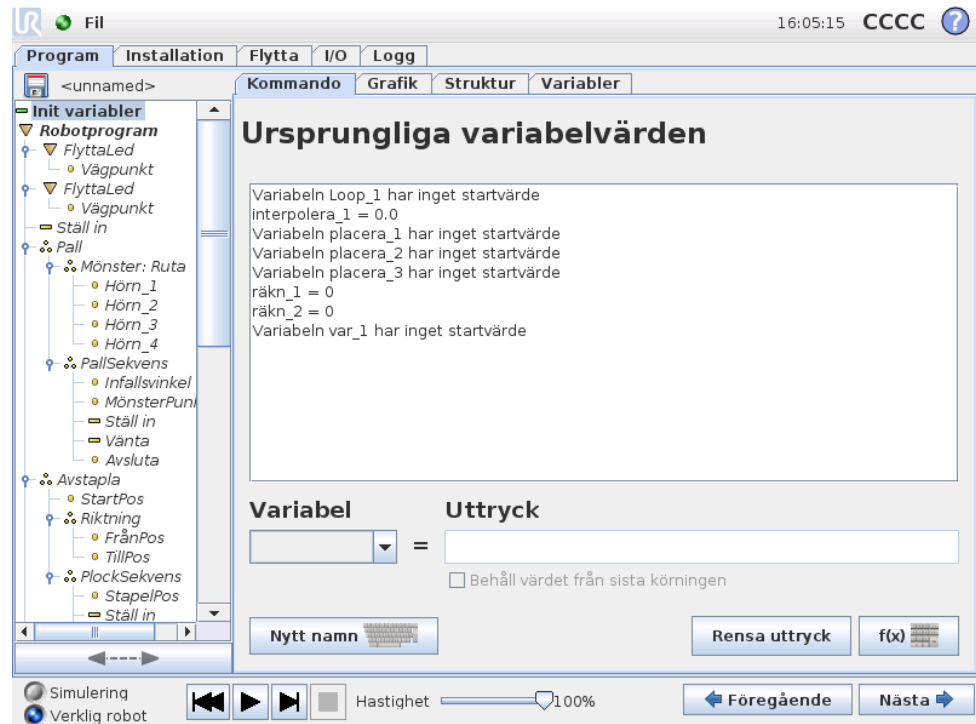 UR Fil 16:05:15 CCCC ?
Program Installation Flytta I/O Logg
<unnamed>
Init variabler
Robotprogram
FlyttaLed
Vägpunkt
FlyttaLed
Vägpunkt
Ställ in
Pall
Mönster: Ruta
Hörn_1
Hörn_2
Hörn_3
Hörn_4
PallSekvens
Infallsvinkel
MönsterPunk
Ställ in
Vänta
Avsluta
Avstapla
StartPos
Riktning
FrånPos
TillPos
PlockSekvens
StapelPos
Ställ in
Kommando Grafik Struktur Variabler
Ursprungliga variabelvärden
Variabeln Loop_1 har inget startvärde
interpolera_1 = 0.0
Variabeln placera_1 har inget startvärde
Variabeln placera_2 har inget startvärde
Variabeln placera_3 har inget startvärde
räkn_1 = 0
räkn_2 = 0
Variabeln var_1 har inget startvärde
Variabel Uttryck
=
Behåll värdet från sista körningen
Nytt namn Rensa uttryck f(x)
Simulering
Verklig robot
Hastighet 100% Föregående Nästa